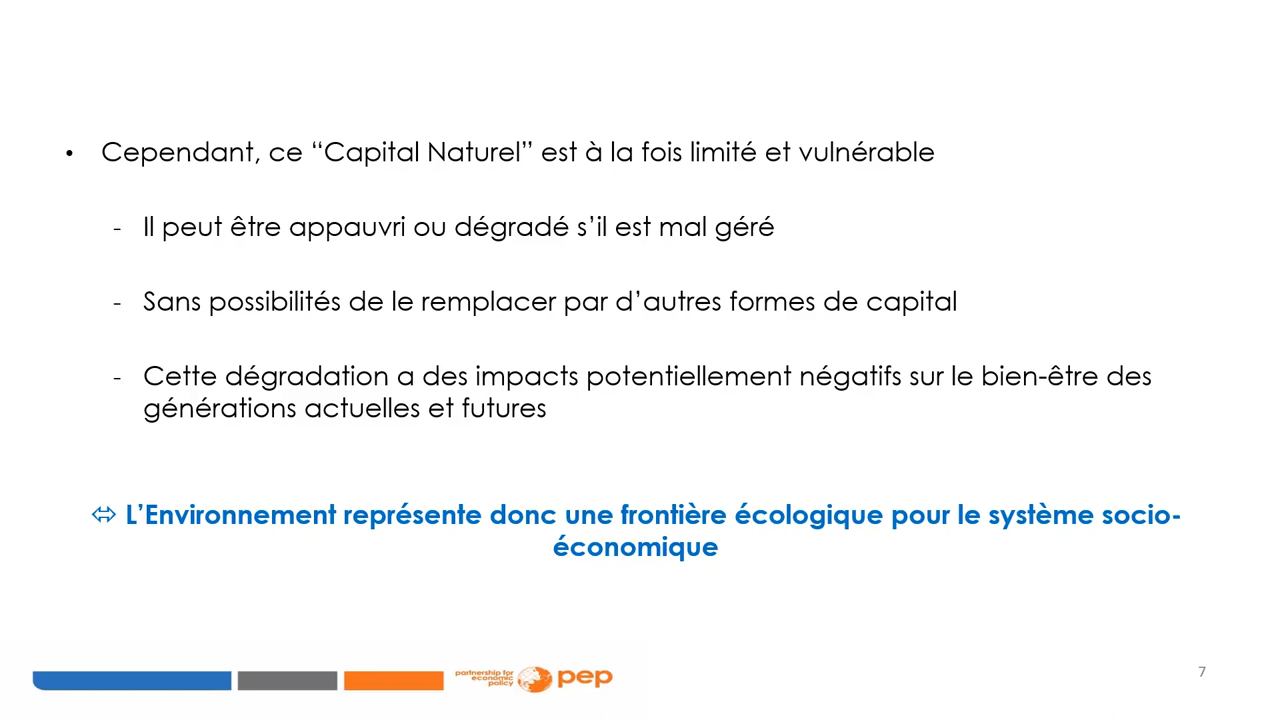 • Cependant, ce “Capital Naturel” est à la fois limité et vulnérable
- Il peut être appauvri ou dégradé s’il est mal géré
- Sans possibilités de le remplacer par d’autres formes de capital
- Cette dégradation a des impacts potentiellement négatifs sur le bien-être des
générations actuelles et futures
⬄ L’Environnement représente donc une frontière écologique pour le système socio-
économique
partnership for
economic
policy
pep
7